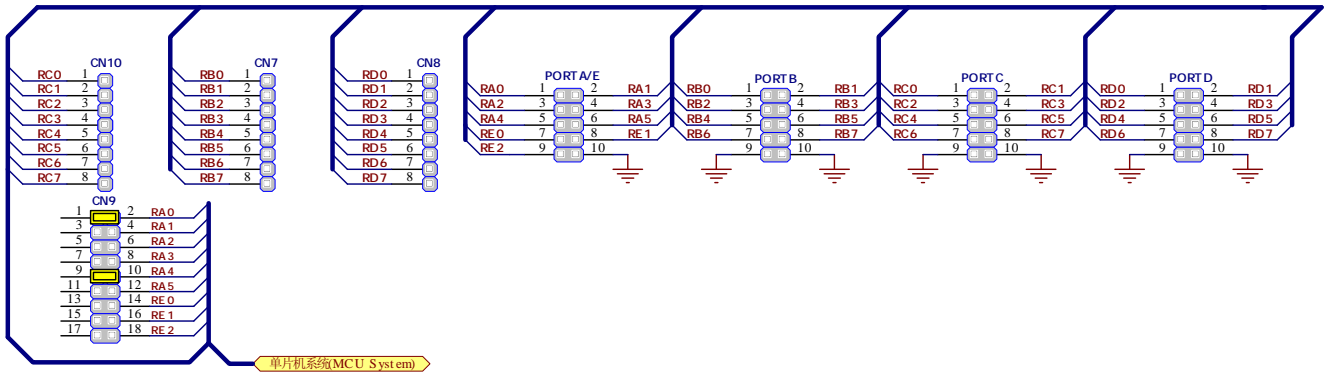 CN10
RC0 1
RC1 2
RC2 3
RC3 4
RC4 5
RC5 6
RC6 7
RC7 8
CN7
RB0 1
RB1 2
RB2 3
RB3 4
RB4 5
RB5 6
RB6 7
RB7 8
CN8
RD0 1
RD1 2
RD2 3
RD3 4
RD4 5
RD5 6
RD6 7
RD7 8
PORTA/E
RA0 1 2 RA1
RA2 3 4 RA3
RA4 5 6 RA5
RE0 7 8 RE1
RE2 9 10
PORTB
RB0 1 2 RB1
RB2 3 4 RB3
RB4 5 6 RB5
RB6 7 8 RB7
9 10
PORTC
RC0 1 2 RC1
RC2 3 4 RC3
RC4 5 6 RC5
RC6 7 8 RC7
9 10
PORTD
RD0 1 2 RD1
RD2 3 4 RD3
RD4 5 6 RD5
RD6 7 8 RD7
9 10
CN9
1 2 RA0
3 4 RA1
5 6 RA2
7 8 RA3
9 10 RA4
11 12 RA5
13 14 RE0
15 16 RE1
17 18 RE2
单片机系统(MCU System)